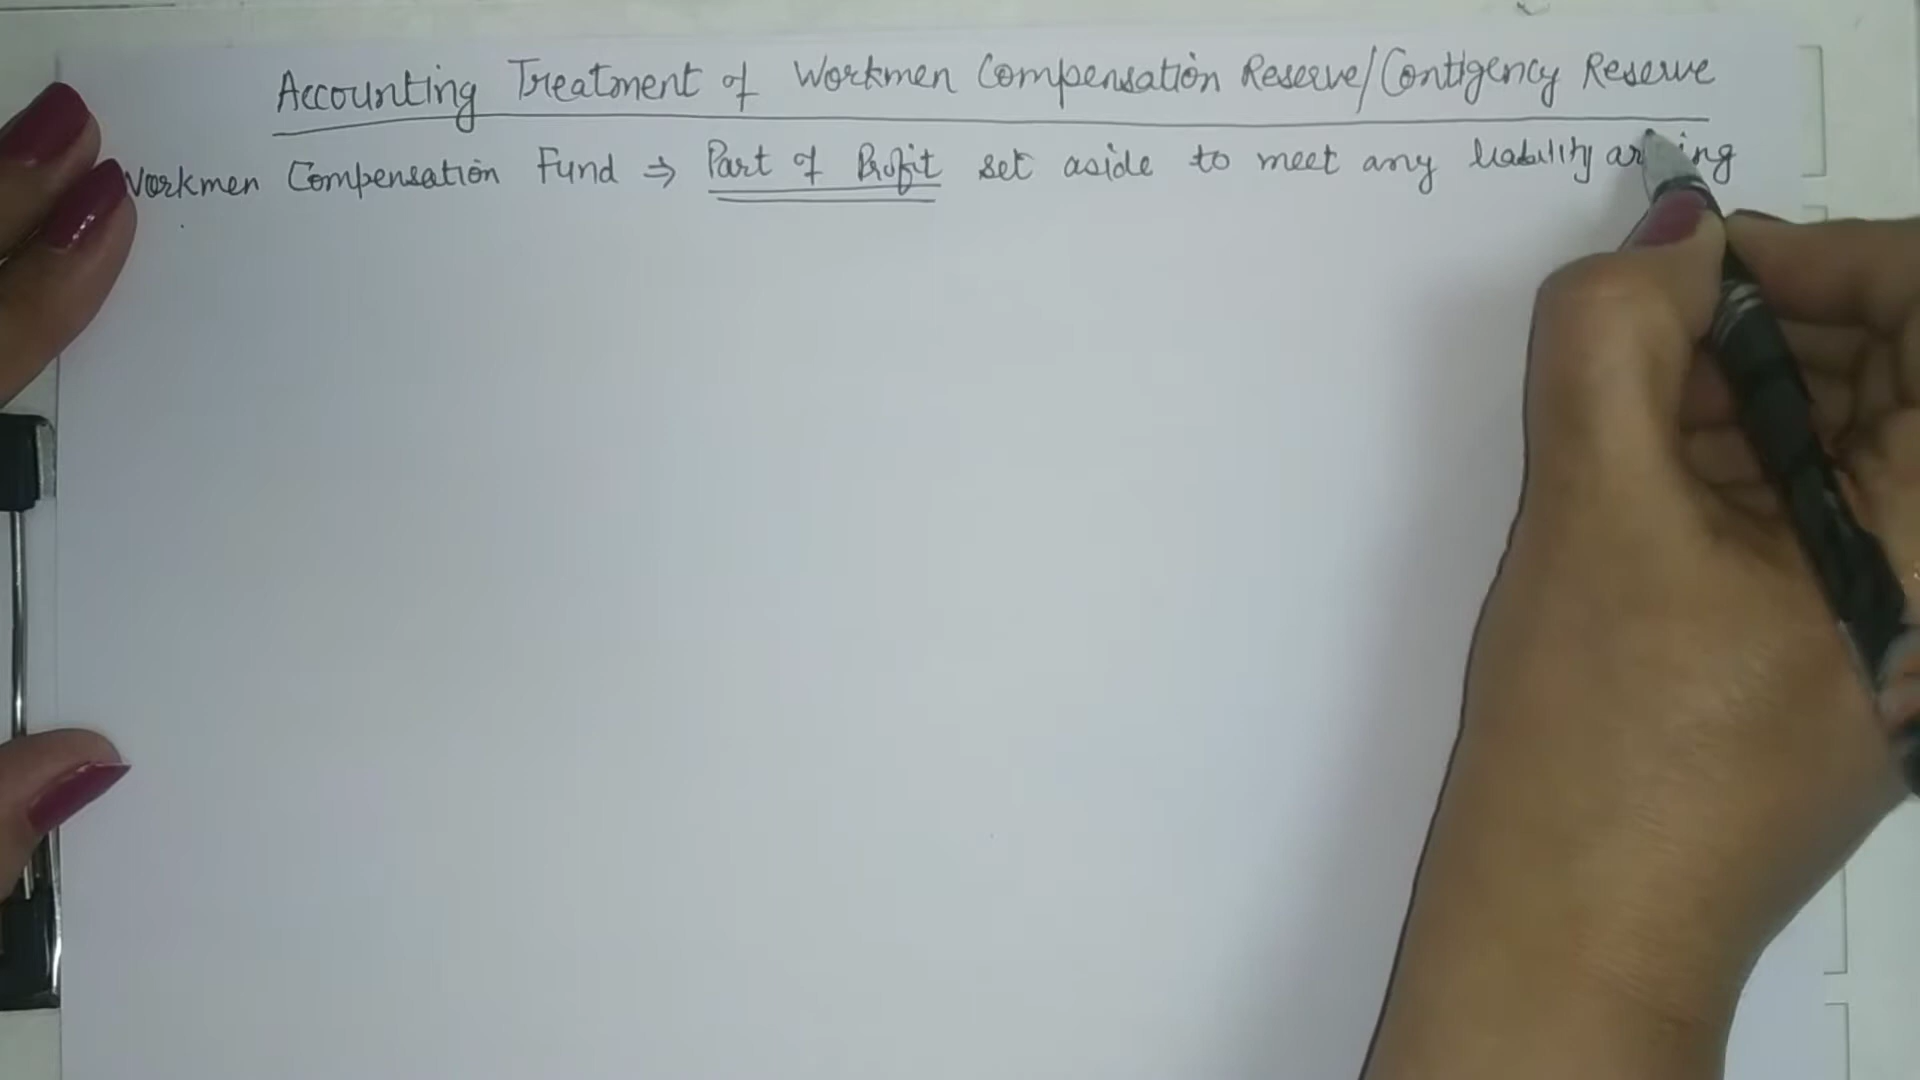 Accounting Treatment of Workmen Compensation Reserve/Contigency Reserve
Workmen Compensation Fund ⇒ Part of Profit set aside to meet any liability arising